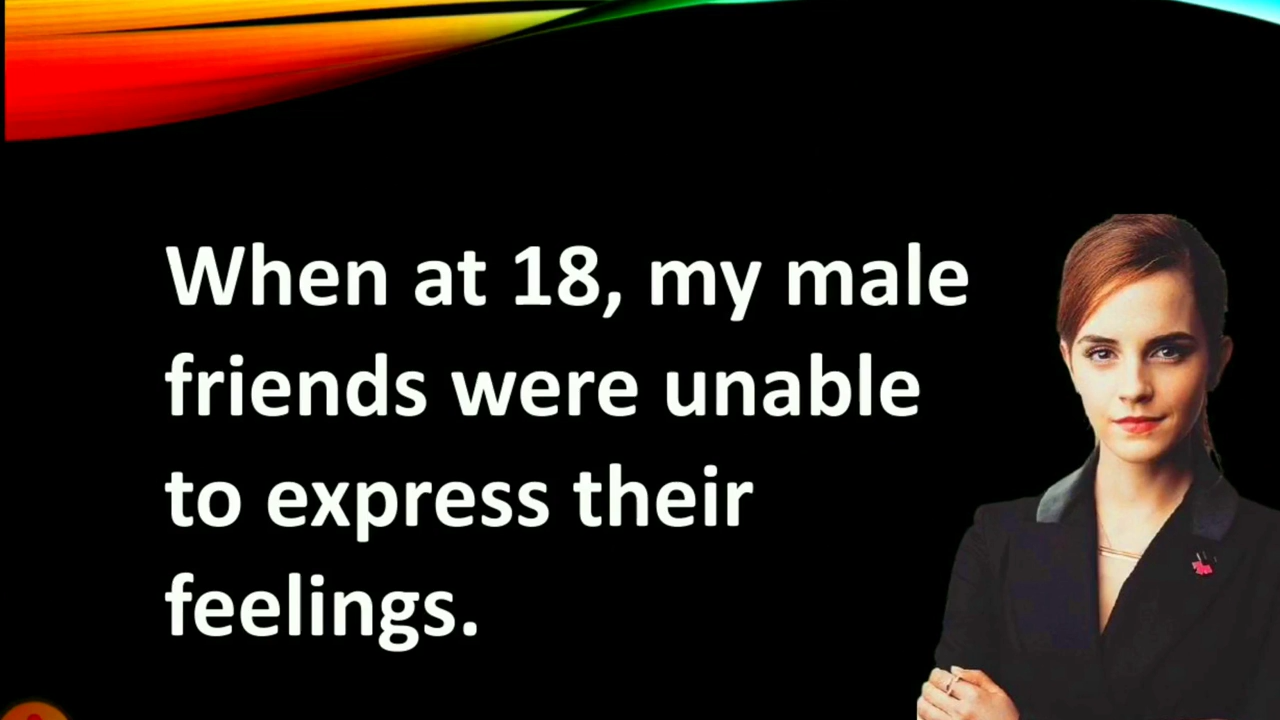 When at 18, my male
friends were unable
to express their
feelings.